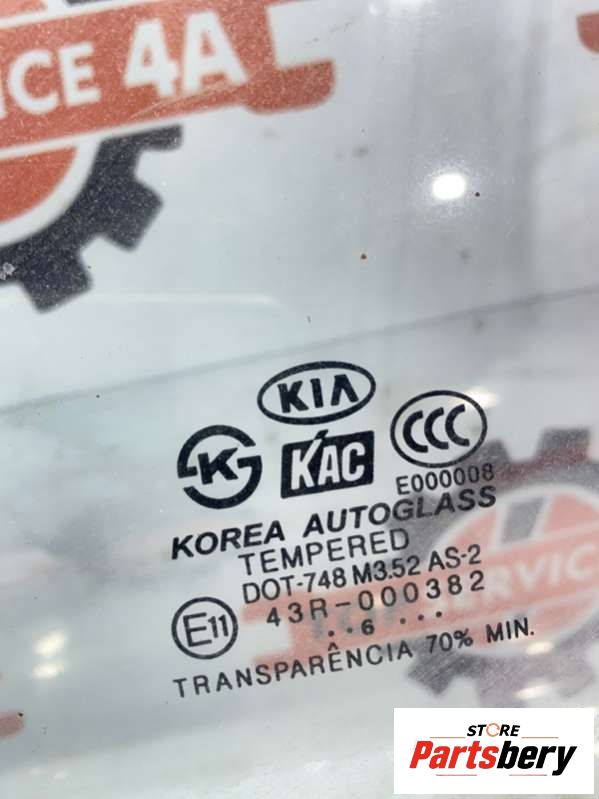 ICE 4A
KIA
K KAC CCC
E000008
KOREA AUTOGLASS
TEMPERED
DOT-748 M3.52 AS-2
E11 43R-000382
..6 ...
TRANSPARÊNCIA 70% MIN.
SERVIC
STORE
Partsbery